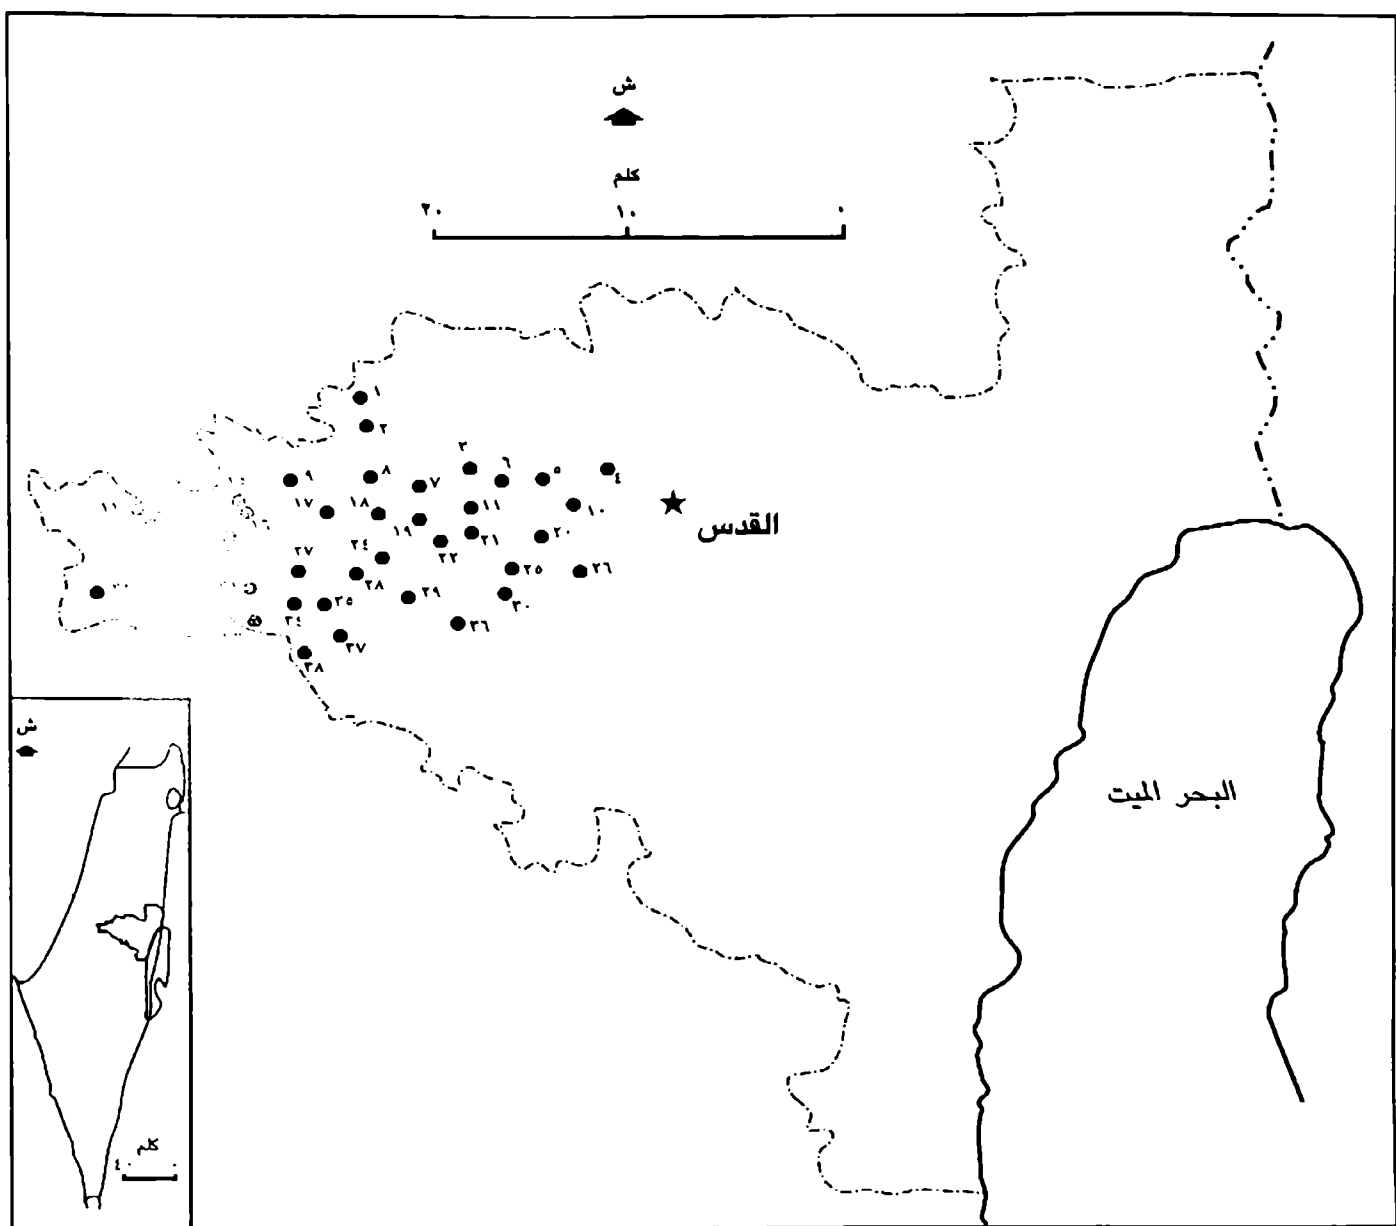 ش
كلم
٢٠ ١٠ ٠
١
٢
٣
٦ ٥ ٤
٩ ٨ ٧
١٧ ١٨ ١١ ١٠
القدس
١٩ ٢١ ٢٠
٢٢
٢٧ ٢٤
٢٨ ٢٥ ٢٦
٢٩ ٣٠
٣٤ ٣٥
٣٦
٣٧
٣٨
البحر الميت
ش
كلم